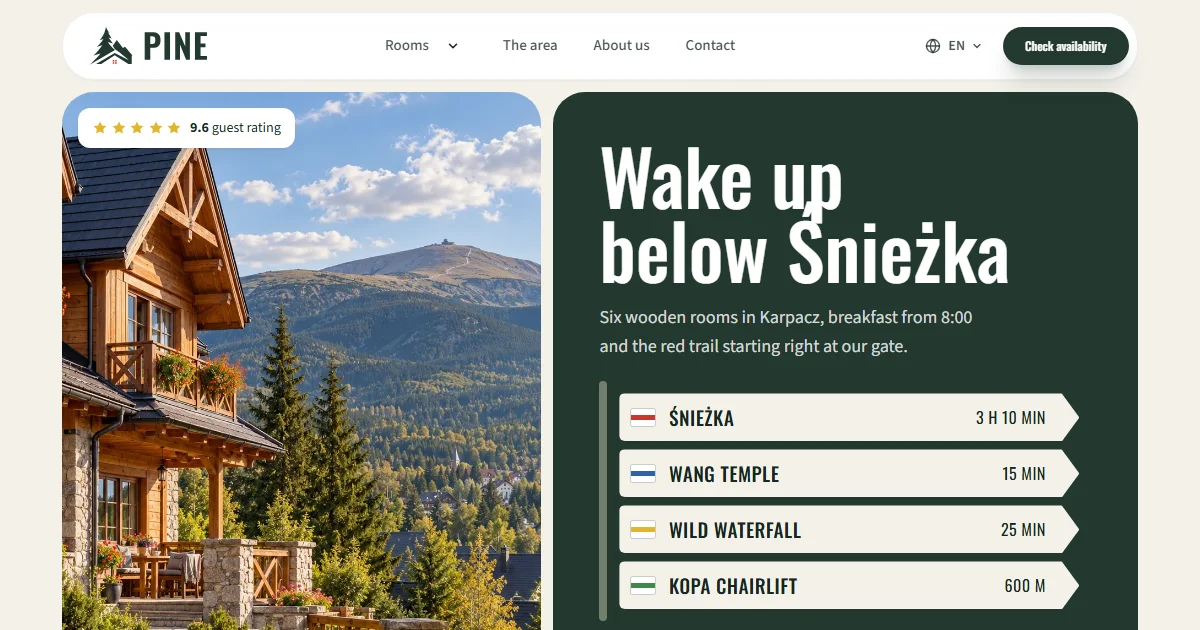 PINE
Rooms
The area
About us
Contact
EN
Check availability
9.6 guest rating
Wake up
below Śnieżka
Six wooden rooms in Karpacz, breakfast from 8:00
and the red trail starting right at our gate.
ŚNIEŻKA 3 H 10 MIN
WANG TEMPLE 15 MIN
WILD WATERFALL 25 MIN
KOPA CHAIRLIFT 600 M